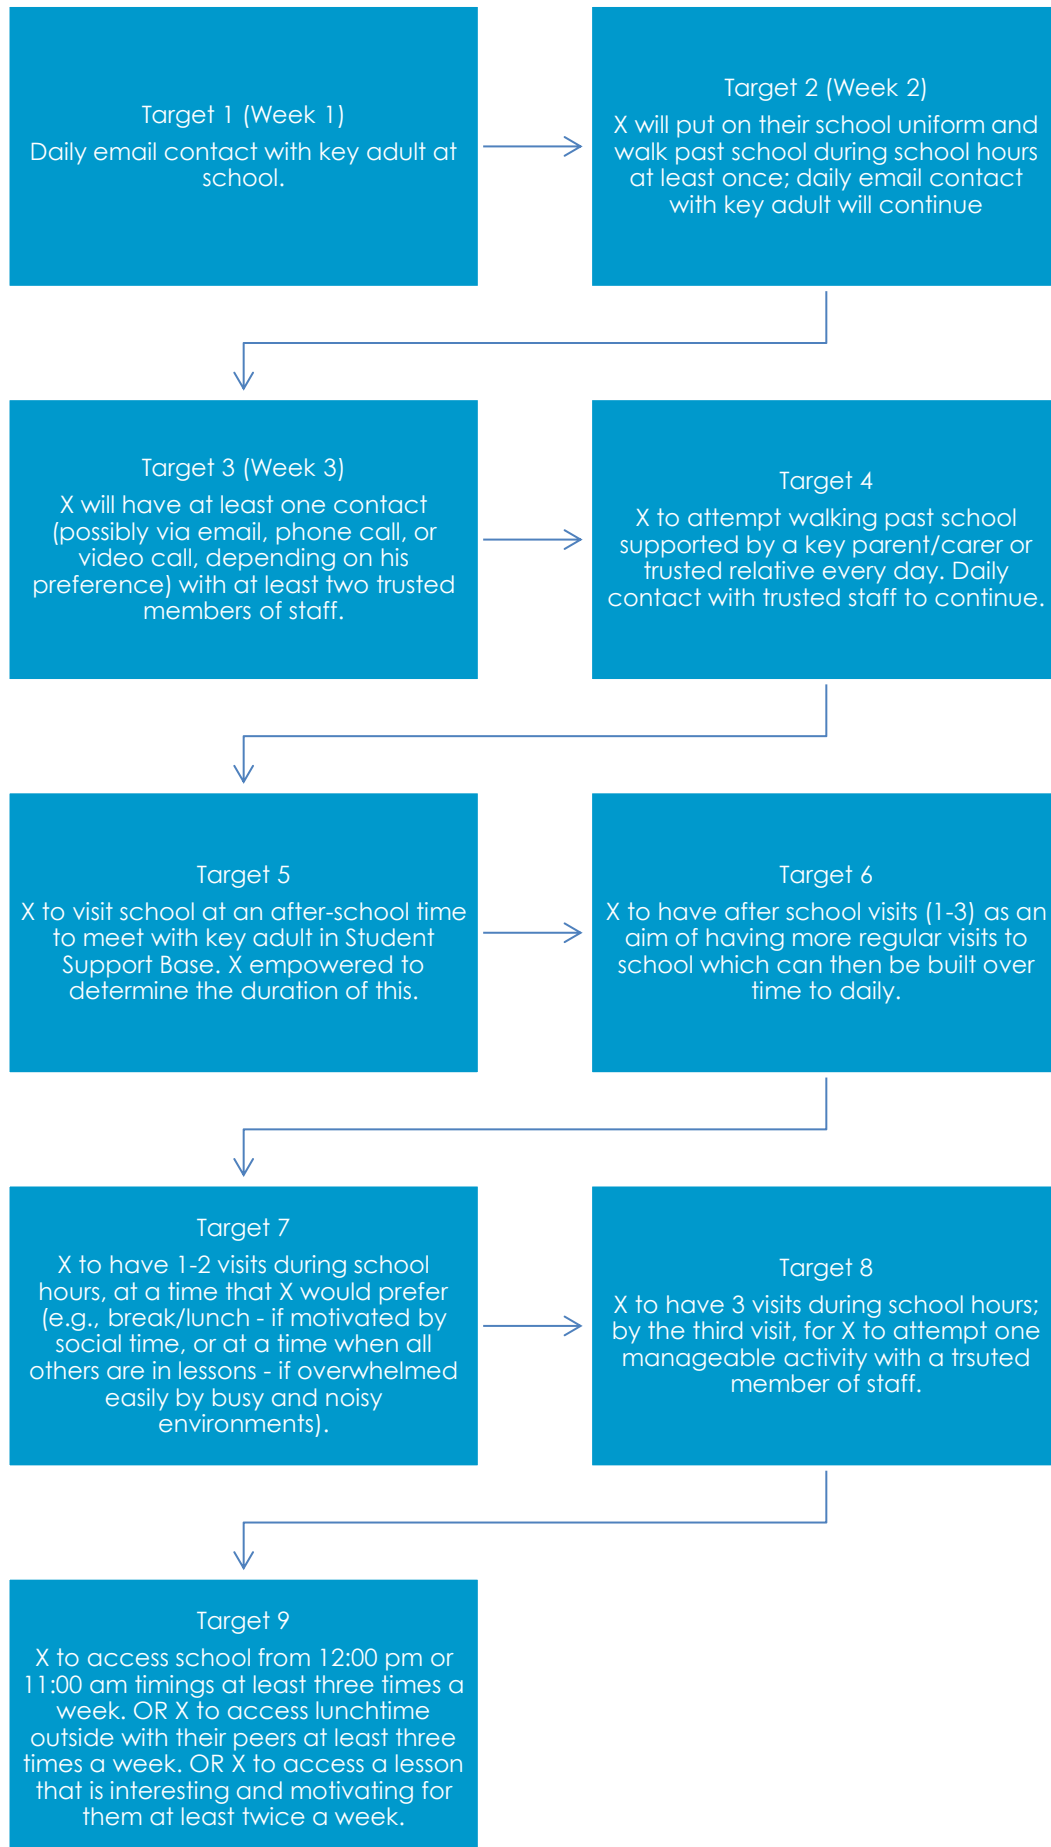 Target 1 (Week 1)
Daily email contact with key adult at
school.
Target 2 (Week 2)
X will put on their school uniform and
walk past school during school hours
at least once; daily email contact
with key adult will continue
Target 3 (Week 3)
X will have at least one contact
(possibly via email, phone call, or
video call, depending on his
preference) with at least two trusted
members of staff.
Target 4
X to attempt walking past school
supported by a key parent/carer or
trusted relative every day. Daily
contact with trusted staff to continue.
Target 5
X to visit school at an after-school time
to meet with key adult in Student
Support Base. X empowered to
determine the duration of this.
Target 6
X to have after school visits (1-3) as an
aim of having more regular visits to
school which can then be built over
time to daily.
Target 7
X to have 1-2 visits during school
hours, at a time that X would prefer
(e.g., break/lunch - if motivated by
social time, or at a time when all
others are in lessons - if overwhelmed
easily by busy and noisy
environments).
Target 8
X to have 3 visits during school hours;
by the third visit, for X to attempt one
manageable activity with a trsuted
member of staff.
Target 9
X to access school from 12:00 pm or
11:00 am timings at least three times a
week. OR X to access lunchtime
outside with their peers at least three
times a week. OR X to access a lesson
that is interesting and motivating for
them at least twice a week.